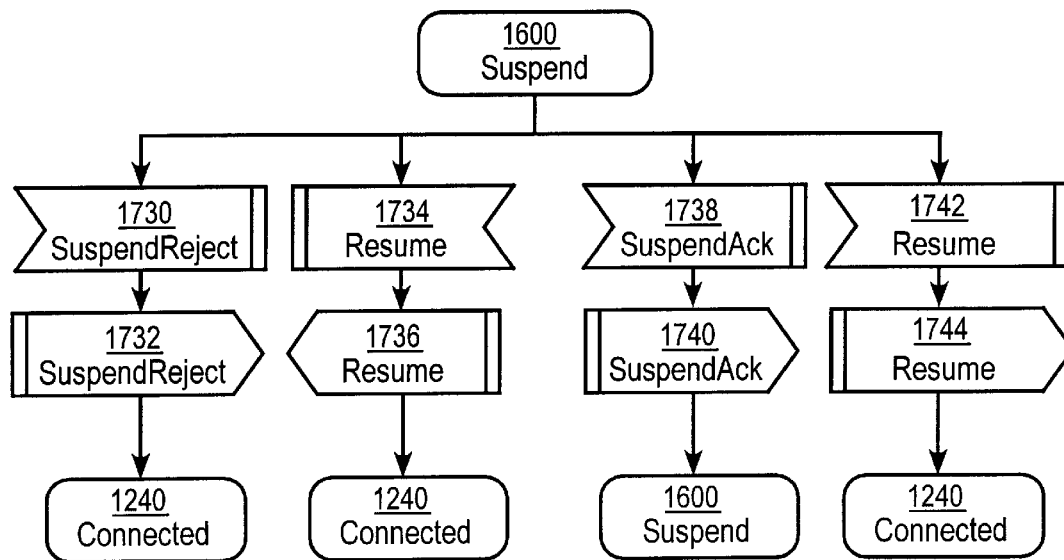 1600
Suspend
1730
SuspendReject
1734
Resume
1738
SuspendAck
1742
Resume
1732
SuspendReject
1736
Resume
1740
SuspendAck
1744
Resume
1240
Connected
1240
Connected
1600
Suspend
1240
Connected